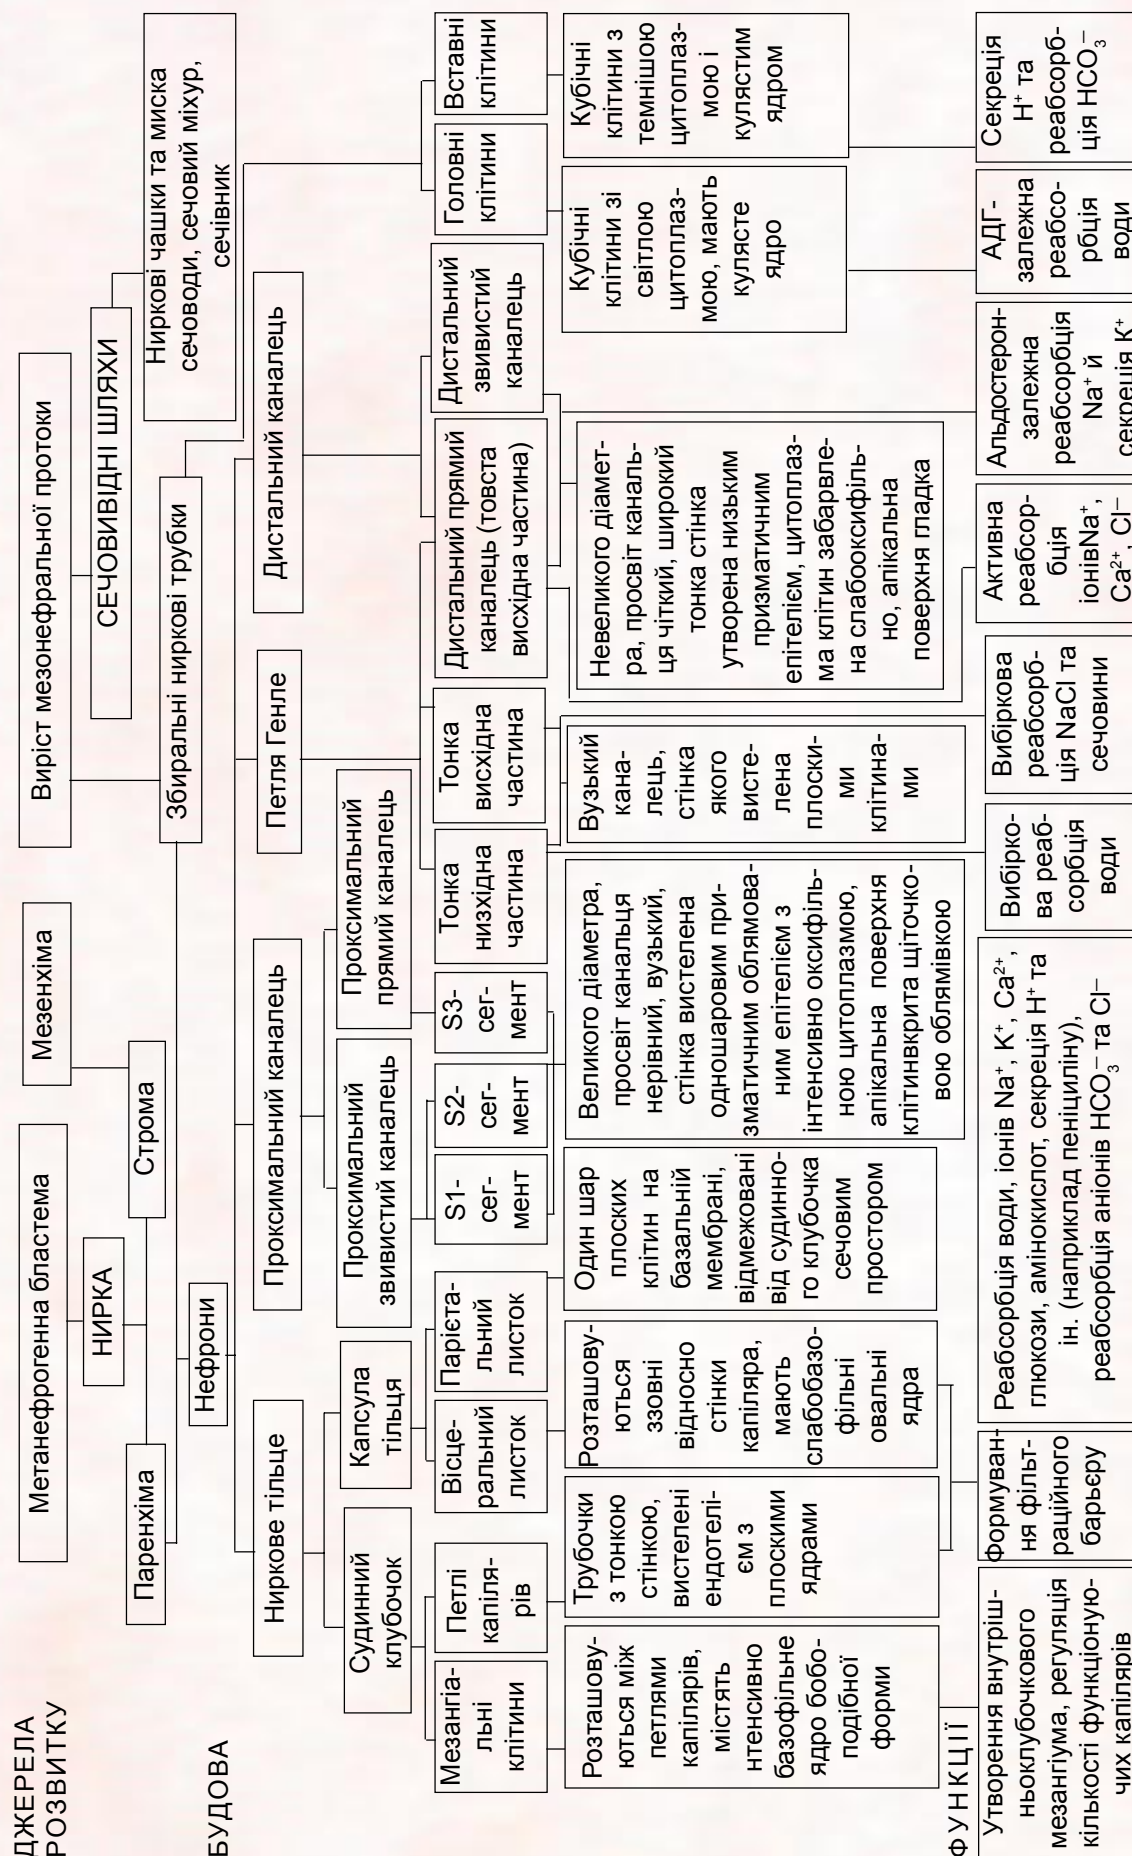 ДЖЕРЕЛА
РОЗВИТКУ
Метанефрогенна бластема
Мезенхіма
Виріст мезонефральної протоки
НИРКА
СЕЧОВИВІДНІ ШЛЯХИ
Ниркові чашки та миска
сечоводи, сечовий міхур,
сечівник
Паренхіма
Строма
Збиральні ниркові трубки
Нефрони
БУДОВА
Ниркове тільце
Проксимальний каналець
Петля Генле
Дистальний каналець
Судинний
клубочок
Капсула
тільця
Проксимальний
звивистий каналець
Проксимальний
прямий каналець
Мезангіа-
льні
клітини
Петлі
капіля-
рів
Вісце-
ральний
листок
Парієта-
льний
листок
S1-
сег-
мент
S2-
сег-
мент
S3-
сег-
мент
Тонка
низхідна
частина
Тонка
висхідна
частина
Дистальний прямий
каналець (товста
висхідна частина)
Дистальний
звивистий
каналець
Головні
клітини
Вставні
клітини
Розташову-
ються між
петлями
капілярів,
містять
нтенсивно
базофільне
ядро бобо-
подібної
форми
Трубочки
з тонкою
стінкою,
вистелені
ендотелі-
єм з
плоскими
ядрами
Розташову-
ються
ззовні
відносно
стінки
капіляра,
мають
слабобазо-
фільні
овальні
ядра
Один шар
плоских
клітин на
базальній
мембрані,
відмежовані
від судинно-
го клубочка
сечовим
простором
Великого діаметра,
просвіт канальця
нерівний, вузький,
стінка вистелена
одношаровим при-
зматичним облямова-
ним епітелієм з
інтенсивно оксифіль-
ною цитоплазмою,
апікальна поверхня
клітинвкрита щіточко-
вою облямівкою
Вузький
кана-
лець,
стінка
якого
висте-
лена
плоски-
ми
клітина-
ми
Невеликого діамет-
ра, просвіт каналь-
ця чіткий, широкий
тонка стінка
утворена низьким
призматичним
епітелієм, цитоплаз-
ма клітин забарвле-
на слабооксифіль-
но, апікальна
поверхня гладка
Кубічні
клітини зі
світлою
цитоплаз-
мою, мають
кулясте
ядро
Кубічні
клітини з
темнішою
цитоплаз-
мою і
кулястим
ядром
ФУНКЦІЇ
Утворення внутріш-
ньоклубочкового
мезангіума, регуляція
кількості функціоную-
чих капілярів
Формуван-
ня фільт-
раційного
барьєру
Реабсорбція води, іонів Na⁺, K⁺, Ca²⁺,
глюкози, амінокислот, секреція H⁺ та
ін. (наприклад пеніциліну),
реабсорбція аніонів HCO₃⁻ та Cl⁻
Вибірко-
ва реаб-
сорбція
води
Вибіркова
реабсорб-
ція NaCl та
сечовини
Активна
реабсор-
бція
іонівNa⁺,
Ca²⁺, Cl⁻
Альдостерон-
залежна
реабсорбція
Na⁺ й
секреція K⁺
АДГ-
залежна
реабсо-
рбція
води
Секреція
H⁺ та
реабсорб-
ція HCO₃⁻